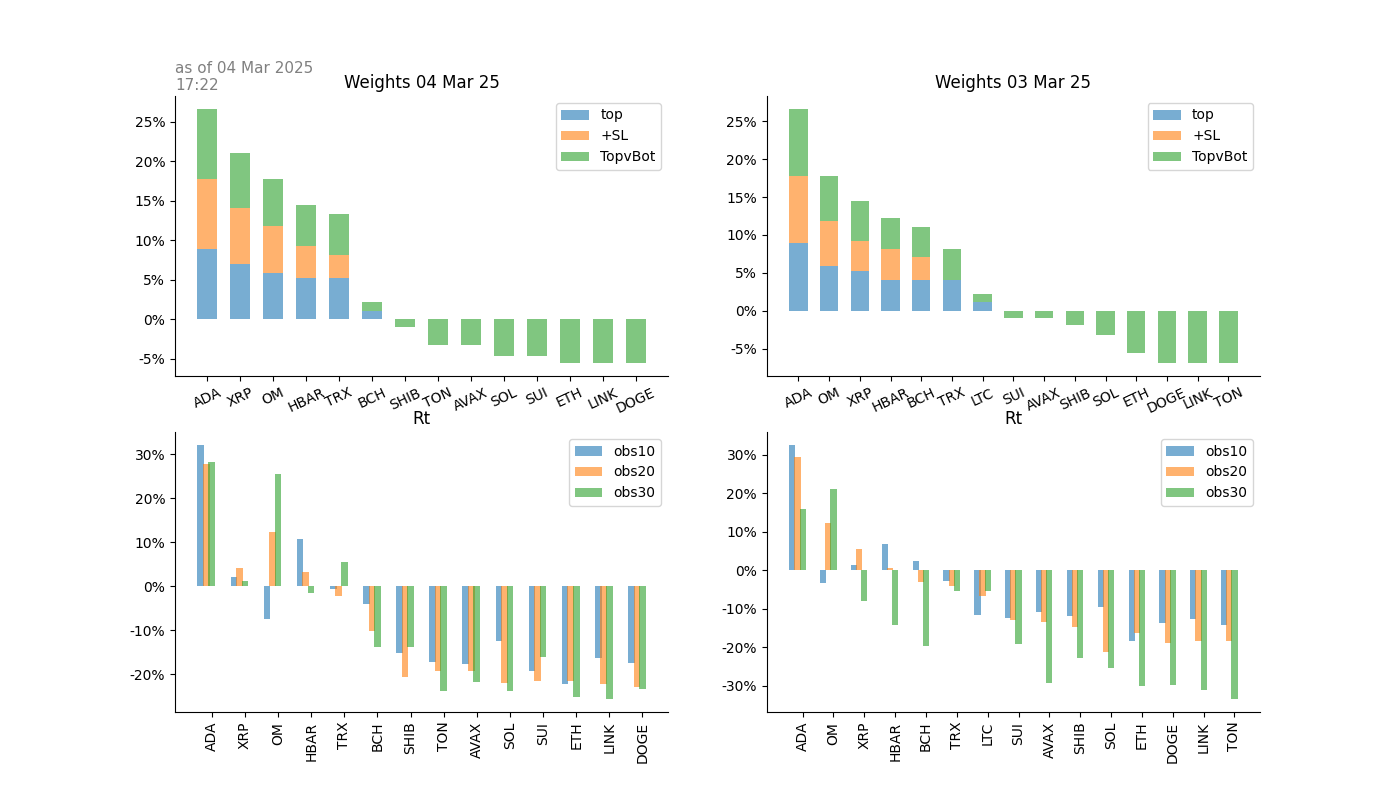 as of 04 Mar 2025
17:22
Weights 04 Mar 25
25%
20%
15%
10%
5%
0%
-5%
top
+SL
TopvBot
ADA XRP OM HBAR TRX BCH SHIB TON AVAX SOL SUI ETH LINK DOGE
Weights 03 Mar 25
25%
20%
15%
10%
5%
0%
-5%
top
+SL
TopvBot
ADA OM XRP HBAR BCH TRX LTC SUI AVAX SHIB SOL ETH DOGE LINK TON
Rt
30%
20%
10%
0%
-10%
-20%
obs10
obs20
obs30
ADA XRP OM HBAR TRX BCH SHIB TON AVAX SOL SUI ETH LINK DOGE
Rt
30%
20%
10%
0%
-10%
-20%
-30%
obs10
obs20
obs30
ADA OM XRP HBAR BCH TRX LTC SUI AVAX SHIB SOL ETH DOGE LINK TON